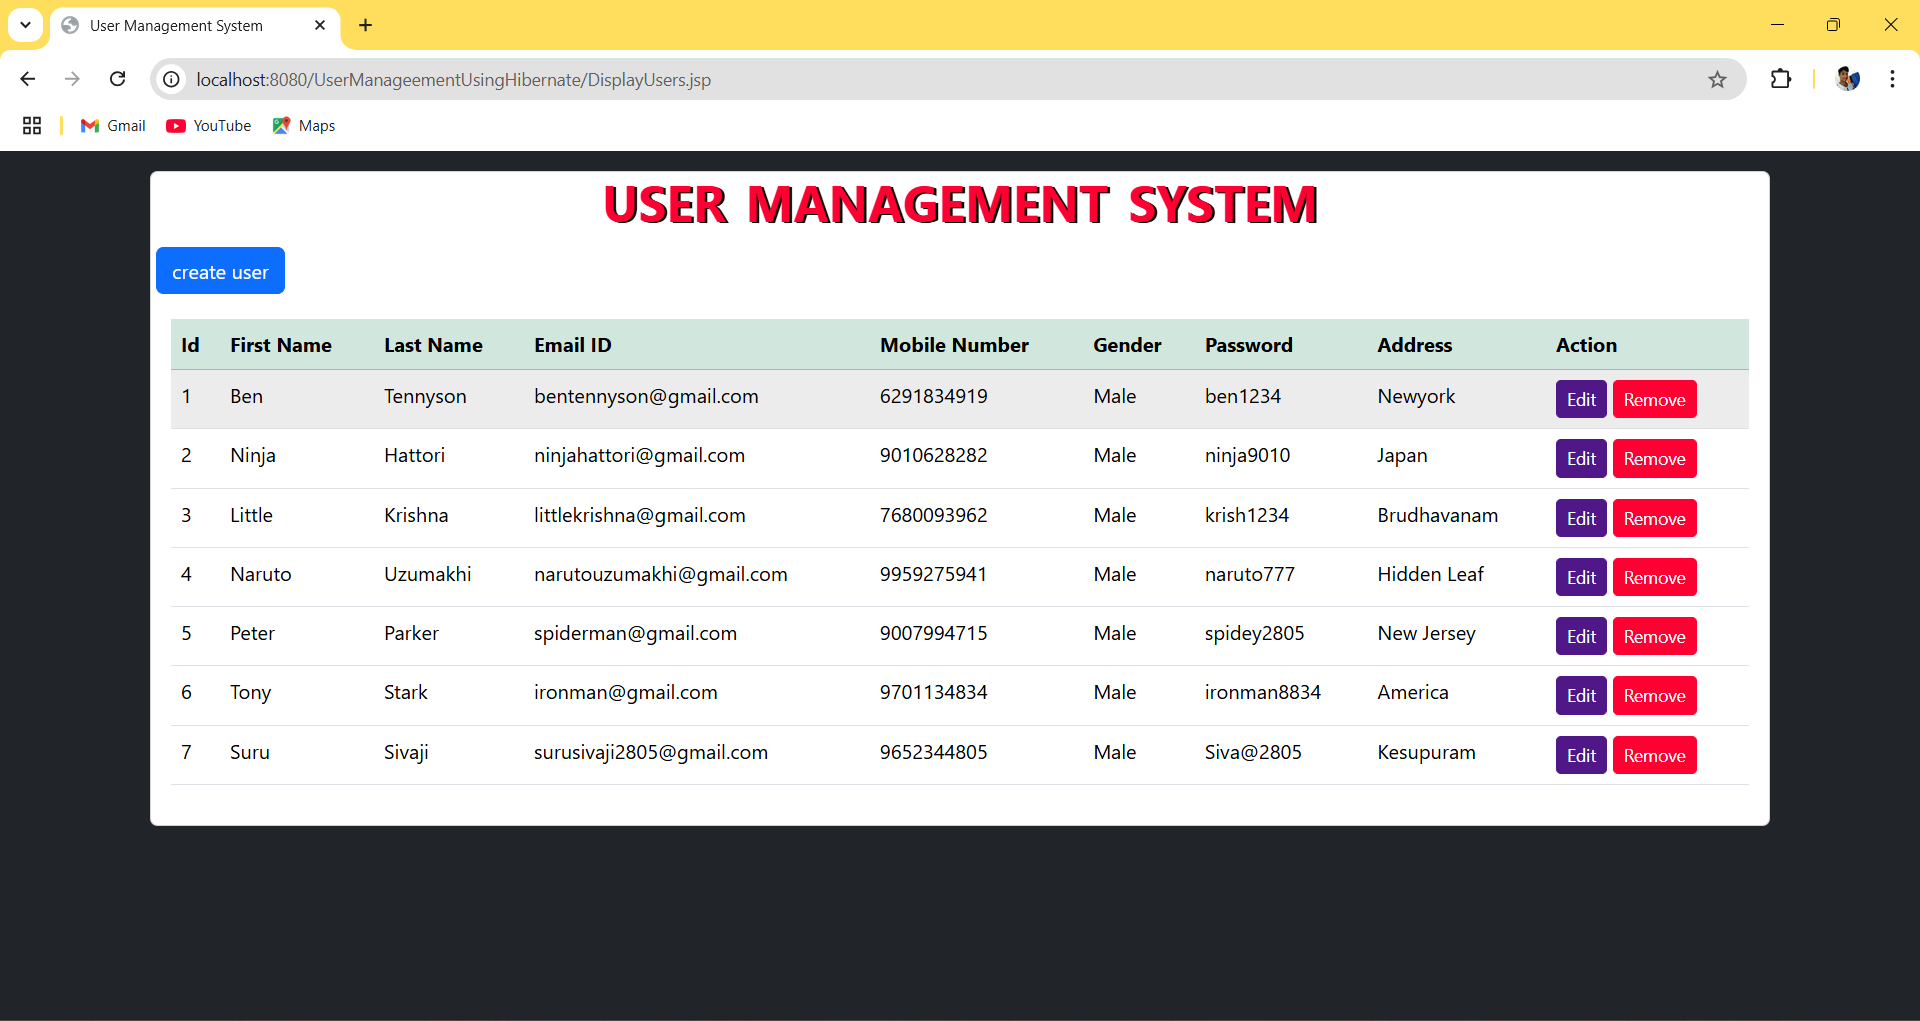 User Management System
localhost:8080/UserManageementUsingHibernate/DisplayUsers.jsp
Gmail YouTube Maps
USER MANAGEMENT SYSTEM
create user
Id First Name Last Name Email ID Mobile Number Gender Password Address Action
1 Ben Tennyson bentennyson@gmail.com 6291834919 Male ben1234 Newyork Edit Remove
2 Ninja Hattori ninjahattori@gmail.com 9010628282 Male ninja9010 Japan Edit Remove
3 Little Krishna littlekrishna@gmail.com 7680093962 Male krish1234 Brudhavanam Edit Remove
4 Naruto Uzumakhi narutouzumakhi@gmail.com 9959275941 Male naruto777 Hidden Leaf Edit Remove
5 Peter Parker spiderman@gmail.com 9007994715 Male spidey2805 New Jersey Edit Remove
6 Tony Stark ironman@gmail.com 9701134834 Male ironman8834 America Edit Remove
7 Suru Sivaji surusivaji2805@gmail.com 9652344805 Male Siva@2805 Kesupuram Edit Remove